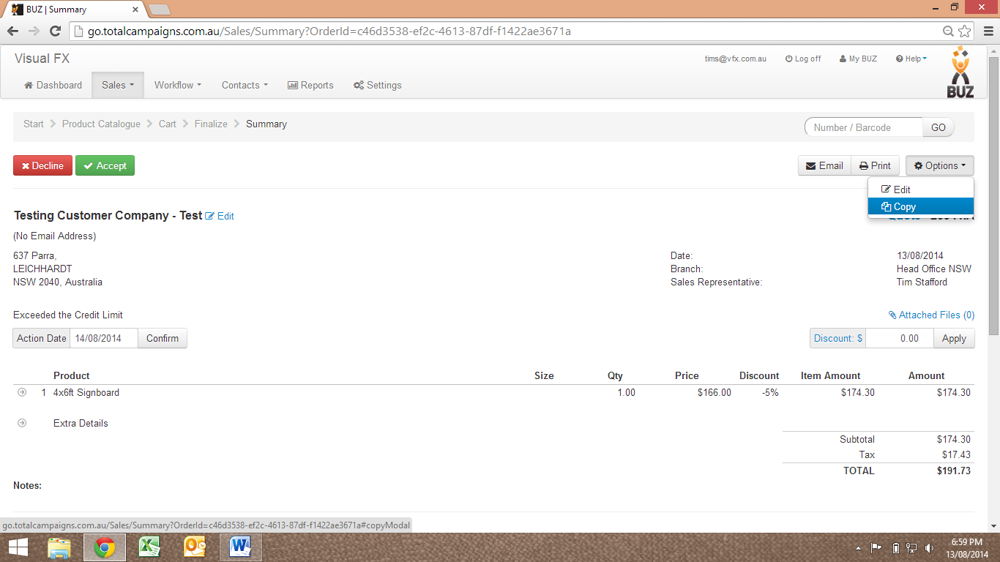 BUZ | Summary
go.totalcampaigns.com.au/Sales/Summary?OrderId=c46d3538-ef2c-4613-87df-f1422ae3671a
Visual FX
tims@vfx.com.au Log off My BUZ Help
BUZ
Dashboard Sales Workflow Contacts Reports Settings
Start Product Catalogue Cart Finalize Summary
Number / Barcode GO
Decline Accept Email Print Options
Edit
Copy
Testing Customer Company - Test Edit
(No Email Address)
637 Parra,
LEICHHARDT
NSW 2040, Australia
Date: 13/08/2014
Branch: Head Office NSW
Sales Representative: Tim Stafford
Exceeded the Credit Limit
Attached Files (0)
Action Date 14/08/2014 Confirm
Discount: $ 0.00 Apply
Product Size Qty Price Discount Item Amount Amount
1 4x6ft Signboard 1.00 $166.00 -5% $174.30 $174.30
Extra Details
Subtotal $174.30
Tax $17.43
TOTAL $191.73
Notes:
go.totalcampaigns.com.au/Sales/Summary?OrderId=c46d3538-ef2c-4613-87df-f1422ae3671a#copyModal
6:59 PM
13/08/2014